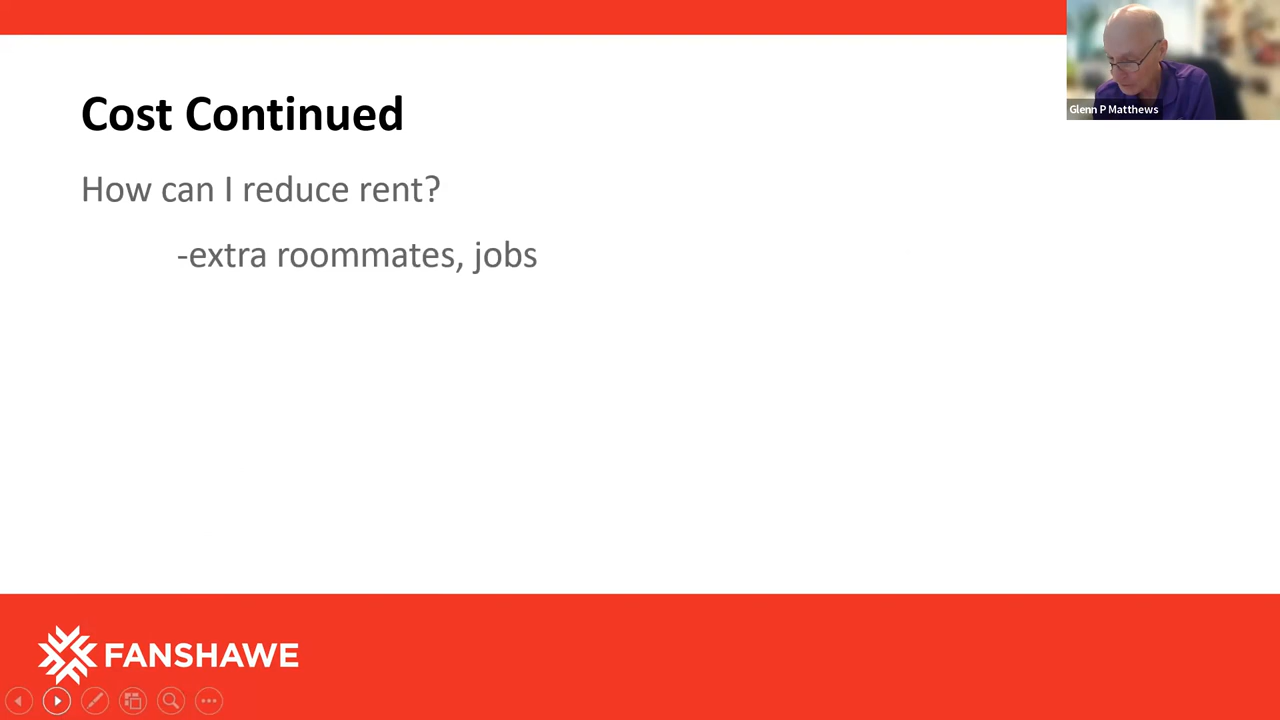 Cost Continued
Glenn P Matthews
How can I reduce rent?
-extra roommates, jobs
FANSHAWE